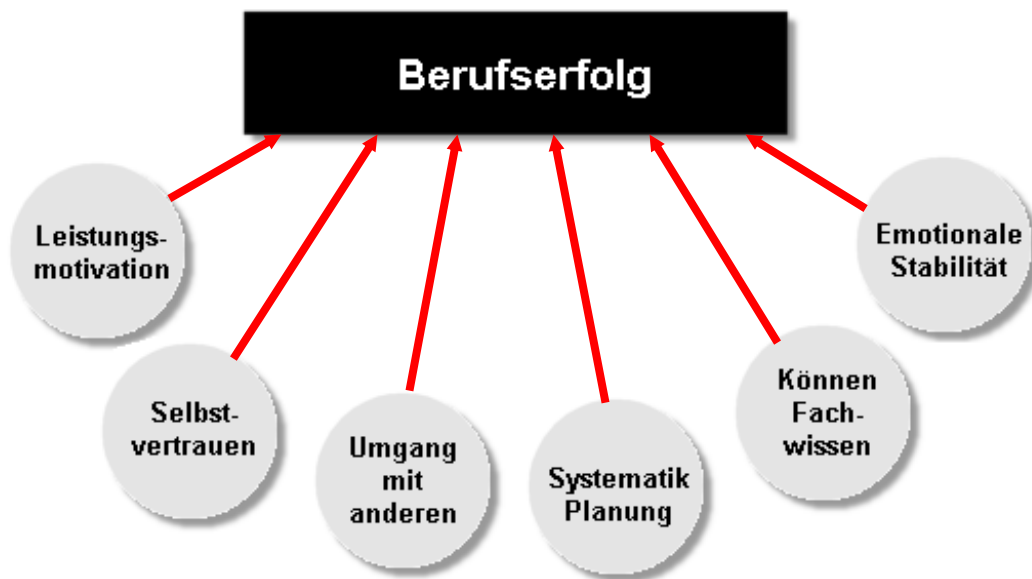 Berufserfolg
Leistungs-
motivation
Selbst-
vertrauen
Umgang
mit
anderen
Systematik
Planung
Können
Fach-
wissen
Emotionale
Stabilität